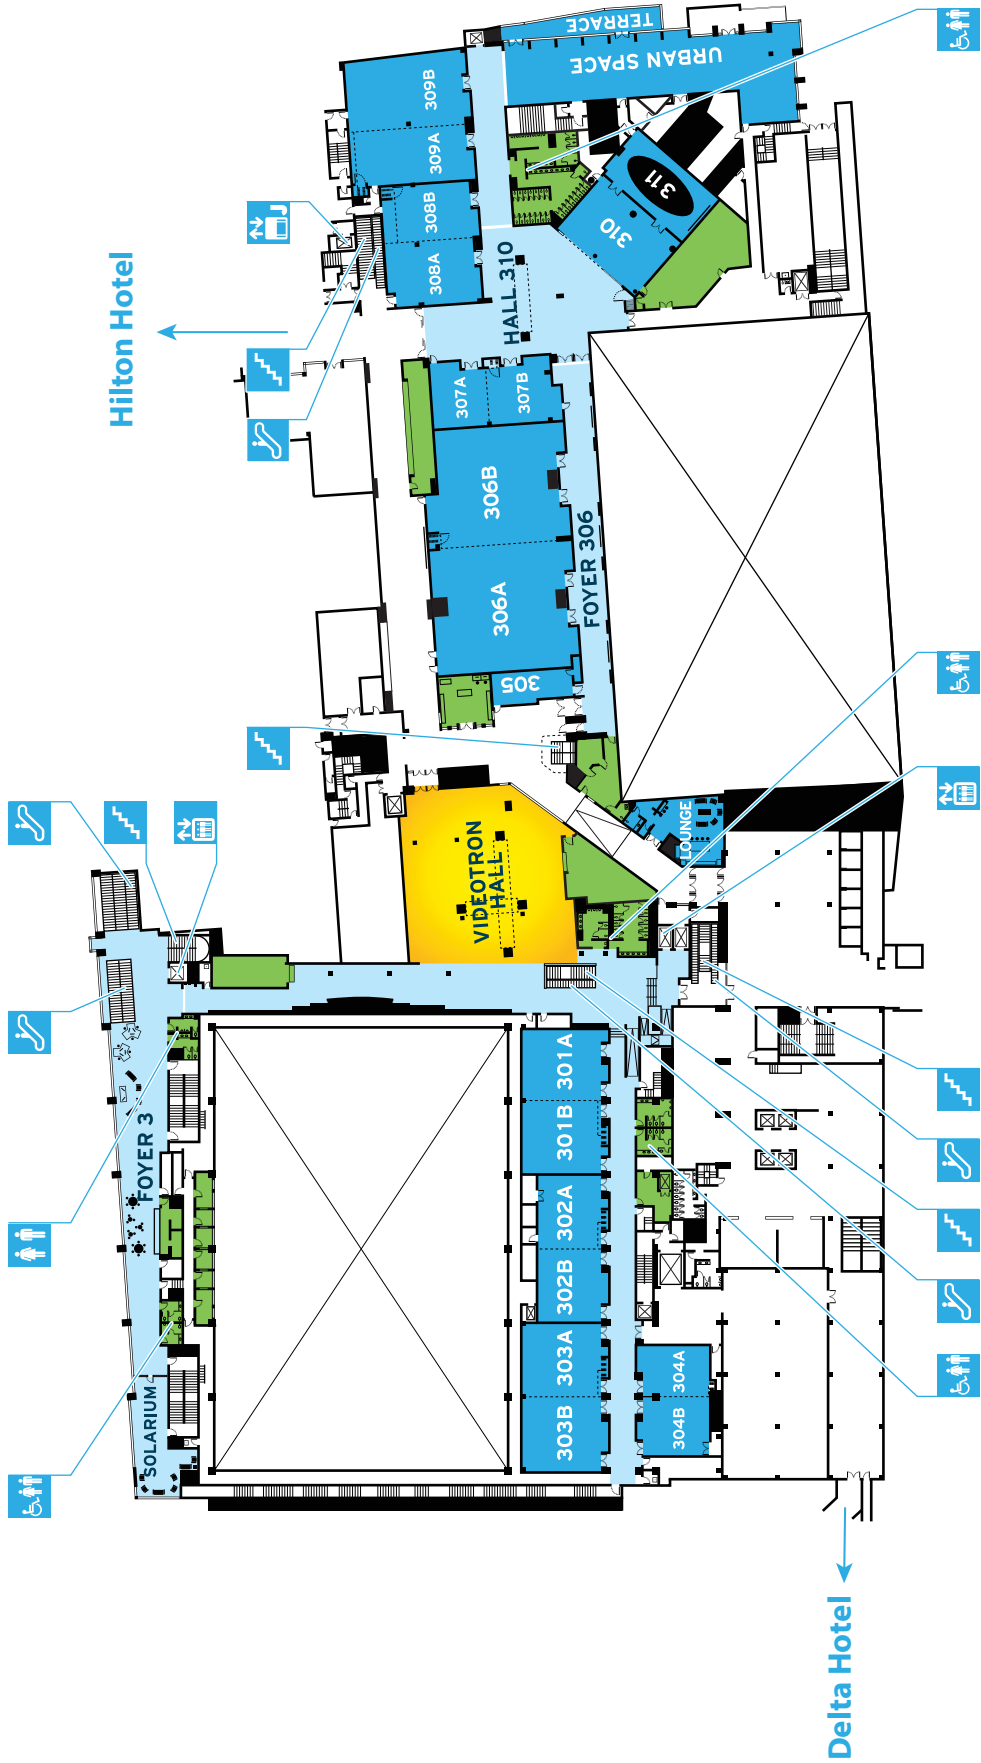 TERRACE
URBAN SPACE
309B
309A
308B
308A
311
310
HALL 310
Hilton Hotel
307A
307B
306B
306A
FOYER 306
305
VIDEOTRON
HALL
LOUNGE
FOYER 3
SOLARIUM
301A
301B
302A
302B
303A
303B
304A
304B
Delta Hotel